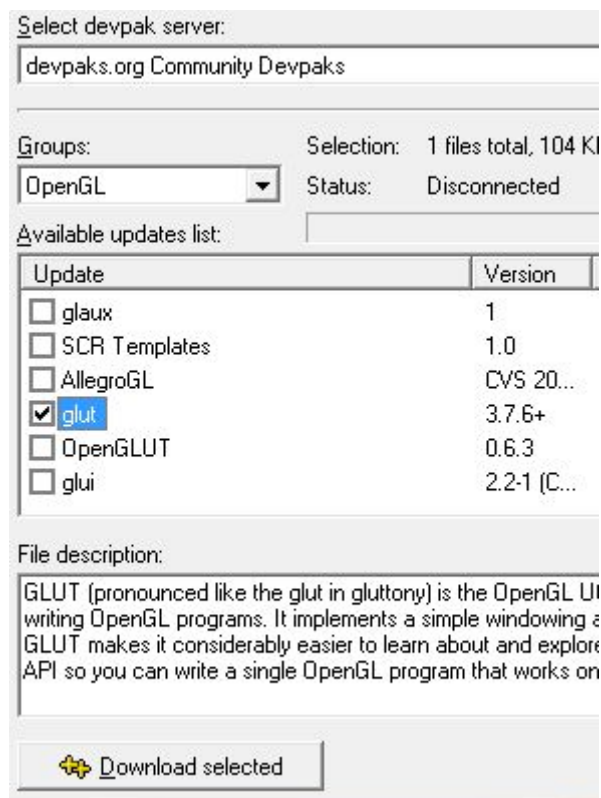 Select devpak server:
devpaks.org Community Devpaks
Groups:
Selection: 1 files total, 104
OpenGL
Status: Disconnected
Available updates list:
Update Version
glaux 1
SCR Templates 1.0
AllegroGL CVS 20...
glut 3.7.6+
OpenGLUT 0.6.3
glui 2.2-1 (C...
File description:
GLUT (pronounced like the glut in gluttony) is the OpenGL
writing OpenGL programs. It implements a simple windowing
GLUT makes it considerably easier to learn about and explore
API so you can write a single OpenGL program that works on
Download selected